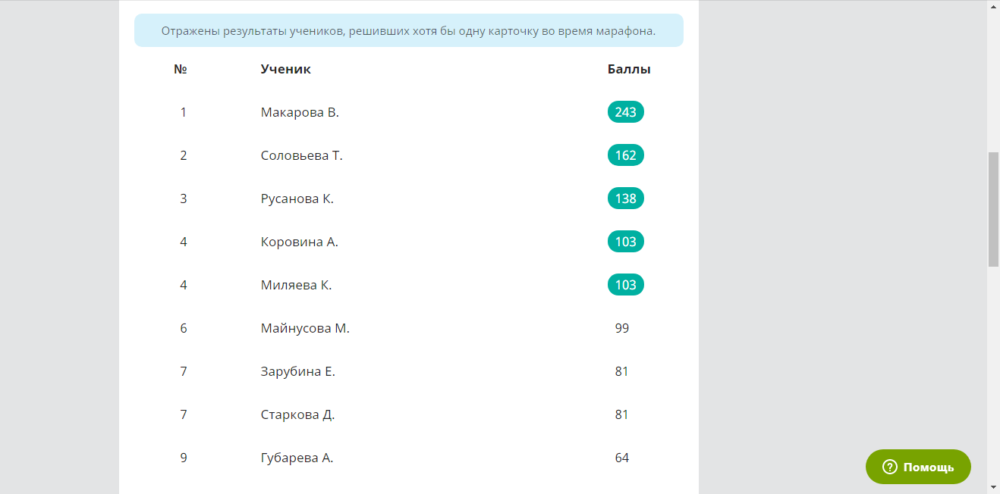 Отражены результаты учеников, решивших хотя бы одну карточку во время марафона.
№ Ученик Баллы
1 Макарова В. 243
2 Соловьева Т. 162
3 Русанова К. 138
4 Коровина А. 103
4 Миляева К. 103
6 Майнусова М. 99
7 Зарубина Е. 81
7 Старкова Д. 81
9 Губарева А. 64
? Помощь